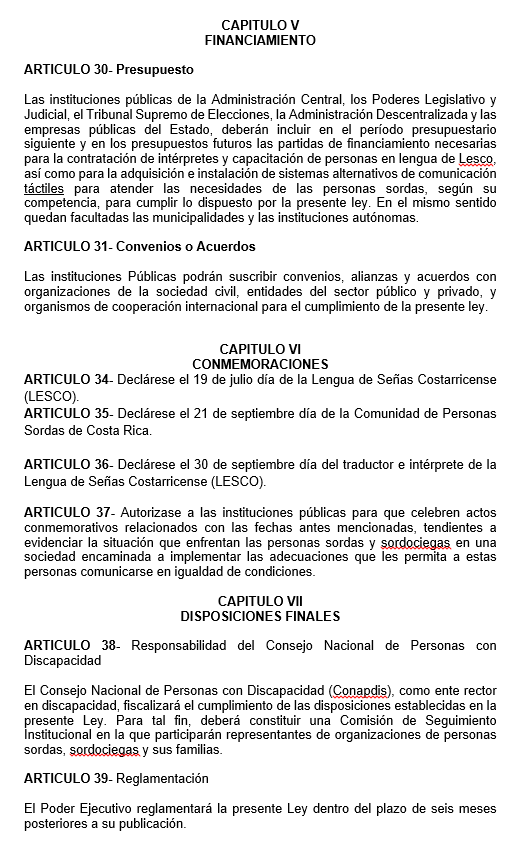 CAPITULO V
FINANCIAMIENTO
ARTICULO 30- Presupuesto
Las instituciones públicas de la Administración Central, los Poderes Legislativo y
Judicial, el Tribunal Supremo de Elecciones, la Administración Descentralizada y las
empresas públicas del Estado, deberán incluir en el período presupuestario
siguiente y en los presupuestos futuros las partidas de financiamiento necesarias
para la contratación de intérpretes y capacitación de personas en lengua de Lesco,
así como para la adquisición e instalación de sistemas alternativos de comunicación
táctiles para atender las necesidades de las personas sordas, según su
competencia, para cumplir lo dispuesto por la presente ley. En el mismo sentido
quedan facultadas las municipalidades y las instituciones autónomas.
ARTICULO 31- Convenios o Acuerdos
Las instituciones Públicas podrán suscribir convenios, alianzas y acuerdos con
organizaciones de la sociedad civil, entidades del sector público y privado, y
organismos de cooperación internacional para el cumplimiento de la presente ley.
CAPITULO VI
CONMEMORACIONES
ARTICULO 34- Declárese el 19 de julio día de la Lengua de Señas Costarricense
(LESCO).
ARTICULO 35- Declárese el 21 de septiembre día de la Comunidad de Personas
Sordas de Costa Rica.
ARTICULO 36- Declárese el 30 de septiembre día del traductor e intérprete de la
Lengua de Señas Costarricense (LESCO).
ARTICULO 37- Autorizase a las instituciones públicas para que celebren actos
conmemorativos relacionados con las fechas antes mencionadas, tendientes a
evidenciar la situación que enfrentan las personas sordas y sordociegas en una
sociedad encaminada a implementar las adecuaciones que les permita a estas
personas comunicarse en igualdad de condiciones.
CAPITULO VII
DISPOSICIONES FINALES
ARTICULO 38- Responsabilidad del Consejo Nacional de Personas con
Discapacidad
El Consejo Nacional de Personas con Discapacidad (Conapdis), como ente rector
en discapacidad, fiscalizará el cumplimiento de las disposiciones establecidas en la
presente Ley. Para tal fin, deberá constituir una Comisión de Seguimiento
Institucional en la que participarán representantes de organizaciones de personas
sordas, sordociegas y sus familias.
ARTICULO 39- Reglamentación
El Poder Ejecutivo reglamentará la presente Ley dentro del plazo de seis meses
posteriores a su publicación.